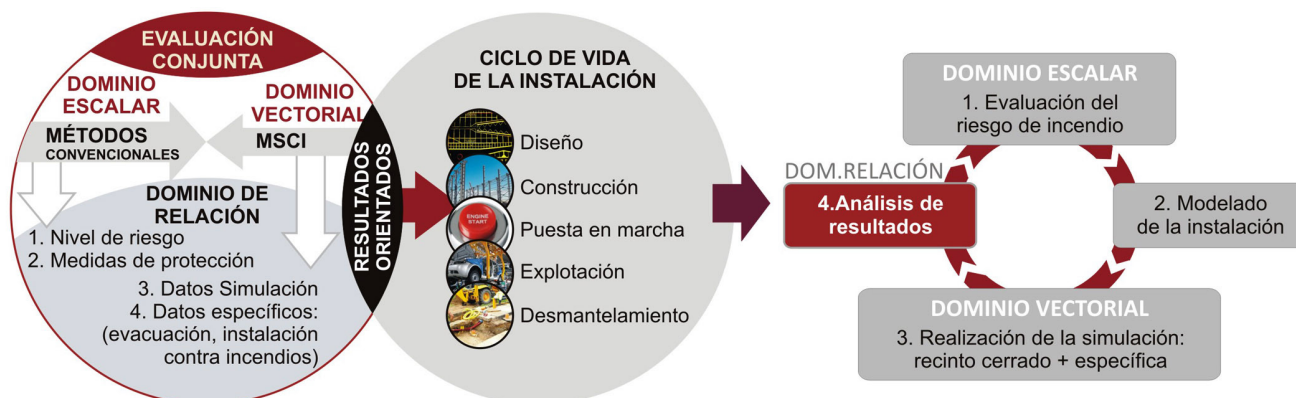 EVALUACIÓN
CONJUNTA
DOMINIO
ESCALAR
DOMINIO
VECTORIAL
MÉTODOS
CONVENCIONALES
MSCI
DOMINIO DE
RELACIÓN
1. Nivel de riesgo
2. Medidas de protección
3. Datos Simulación
4. Datos específicos:
(evacuación, instalación
contra incendios)
RESULTADOS
ORIENTADOS
CICLO DE VIDA
DE LA INSTALACIÓN
Diseño
Construcción
ENGINE
START
Puesta en marcha
Explotación
Desmantelamiento
DOMINIO ESCALAR
1. Evaluación del
riesgo de incendio
2. Modelado
de la instalación
DOMINIO VECTORIAL
3. Realización de la simulación:
recinto cerrado + específica
DOM.RELACIÓN
4.Análisis de
resultados